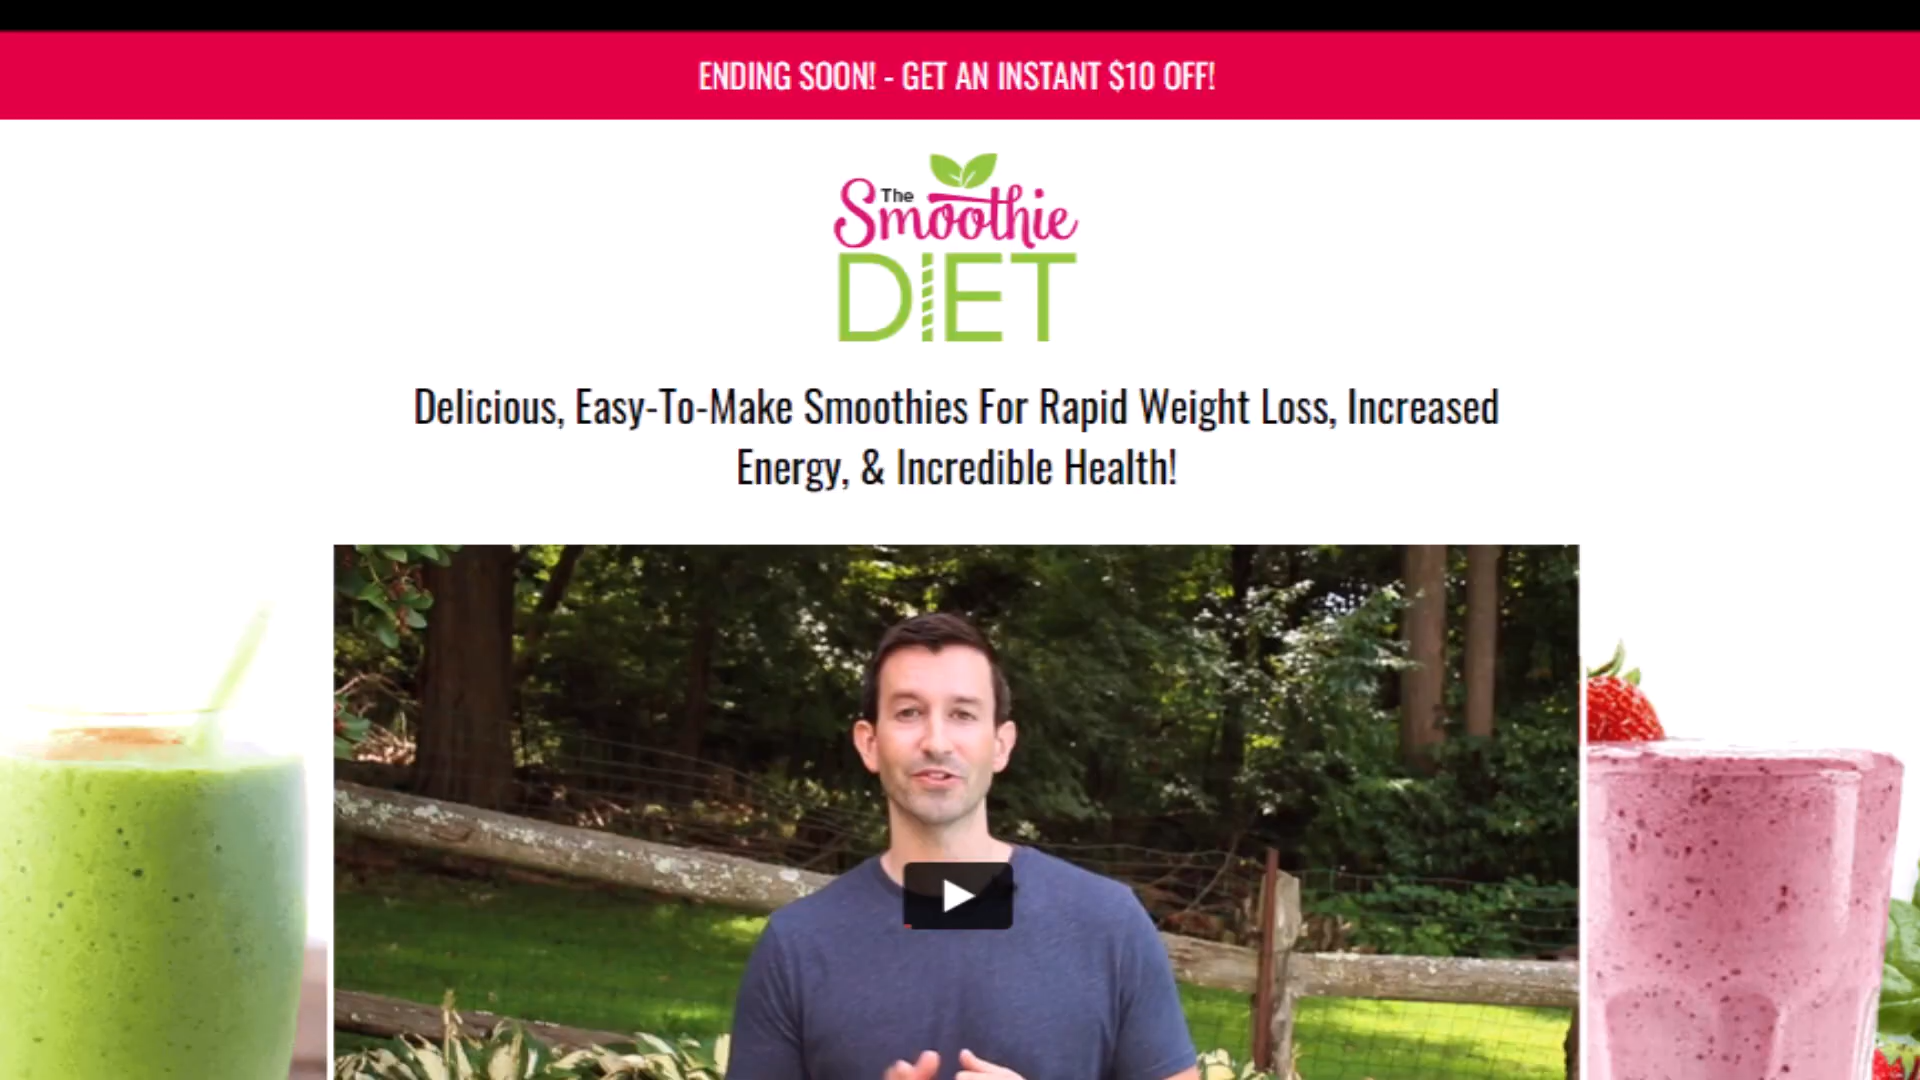 ENDING SOON! - GET AN INSTANT $10 OFF!
The
Smoothie
DIET
Delicious, Easy-To-Make Smoothies For Rapid Weight Loss, Increased
Energy, & Incredible Health!